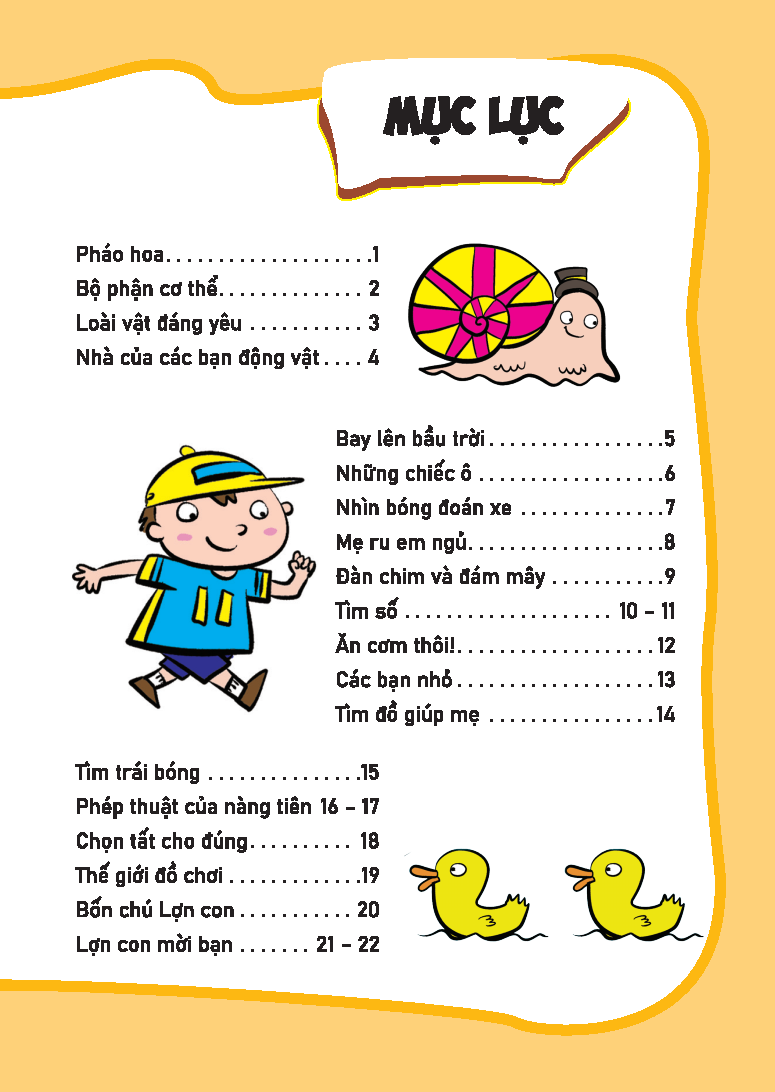 MỤC LỤC
Pháo hoa. . . . . . . . . . . . . . . . . . . .1
Bộ phận cơ thể. . . . . . . . . . . . . . 2
Loài vật đáng yêu . . . . . . . . . . . 3
Nhà của các bạn động vật . . . . 4
Bay lên bầu trời . . . . . . . . . . . . . . . . .5
Những chiếc ô . . . . . . . . . . . . . . . . . .6
Nhìn bóng đoán xe . . . . . . . . . . . . . .7
Mẹ ru em ngủ. . . . . . . . . . . . . . . . . . .8
Đàn chim và đám mây . . . . . . . . . . .9
Tìm số . . . . . . . . . . . . . . . . . . . . 10 – 11
Ăn cơm thôi!. . . . . . . . . . . . . . . . . . . 12
Các bạn nhỏ . . . . . . . . . . . . . . . . . . . 13
Tìm đồ giúp mẹ . . . . . . . . . . . . . . . . 14
Tìm trái bóng . . . . . . . . . . . . . . .15
Phép thuật của nàng tiên 16 – 17
Chọn tất cho đúng. . . . . . . . . . 18
Thế giới đồ chơi . . . . . . . . . . . . .19
Bốn chú Lợn con . . . . . . . . . . . 20
Lợn con mời bạn . . . . . . . 21 – 22